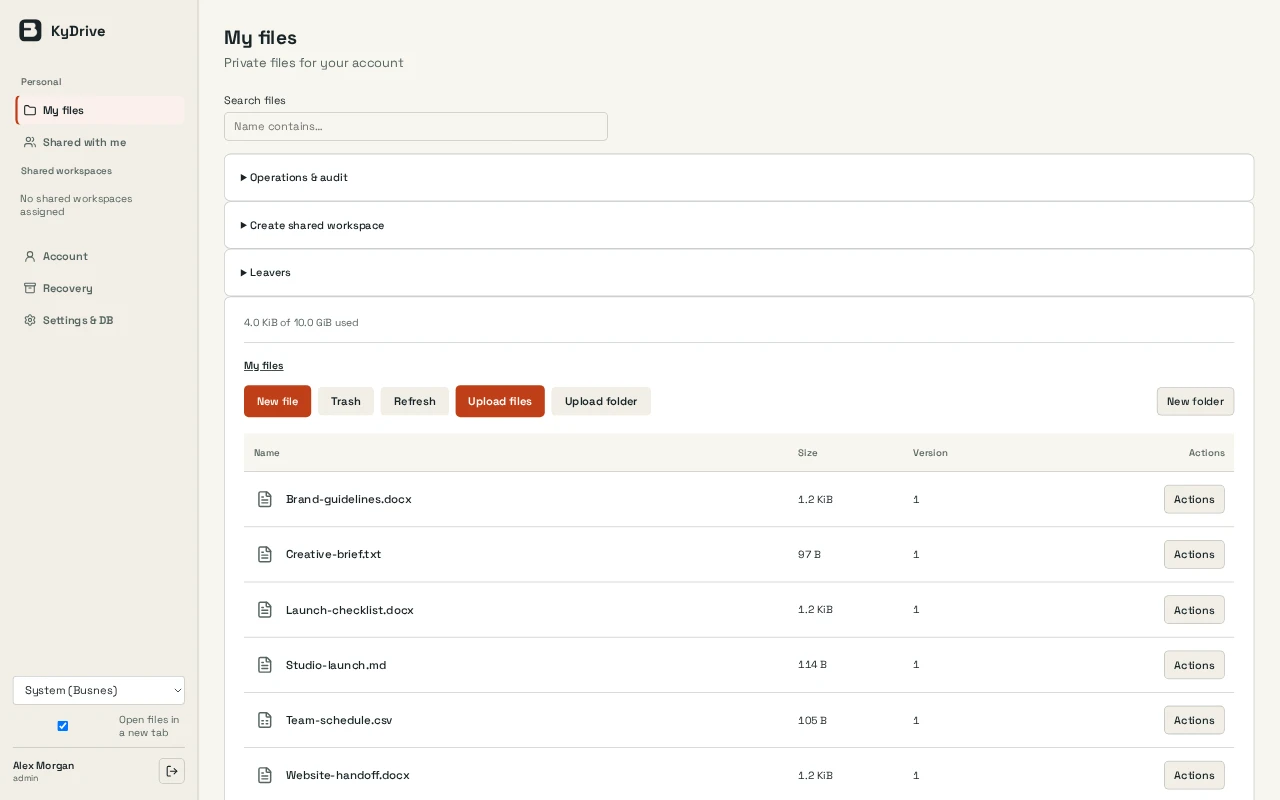 KyDrive
Personal
My files
Shared with me
Shared workspaces
No shared workspaces
assigned
Account
Recovery
Settings & DB
System (Busnes)
Open files in
a new tab
Alex Morgan
admin
My files
Private files for your account
Search files
Name contains...
Operations & audit
Create shared workspace
Leavers
4.0 KiB of 10.0 GiB used
My files
New file Trash Refresh Upload files Upload folder New folder
Name Size Version Actions
Brand-guidelines.docx 1.2 KiB 1 Actions
Creative-brief.txt 97 B 1 Actions
Launch-checklist.docx 1.2 KiB 1 Actions
Studio-launch.md 114 B 1 Actions
Team-schedule.csv 105 B 1 Actions
Website-handoff.docx 1.2 KiB 1 Actions